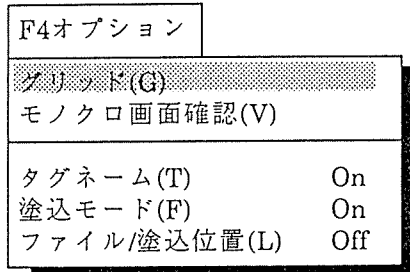 F4オプション
グリッド(G)
モノクロ画面確認(V)
タグネーム(T) On
塗込モード(F) On
ファイル/塗込位置(L) Off